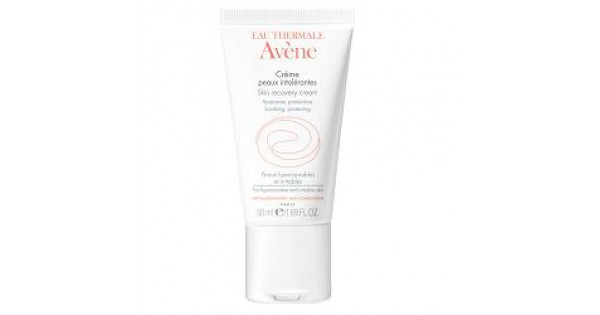 EAU THERMALE
Avène
Crème
peaux intolérantes
Skin recovery cream
Apaisante, protectrice
Soothing, protecting
Peaux hypersensibles
et irritables
For hypersensitive and irritable skin
PARIS
50 ml e/1.69 FL.OZ.